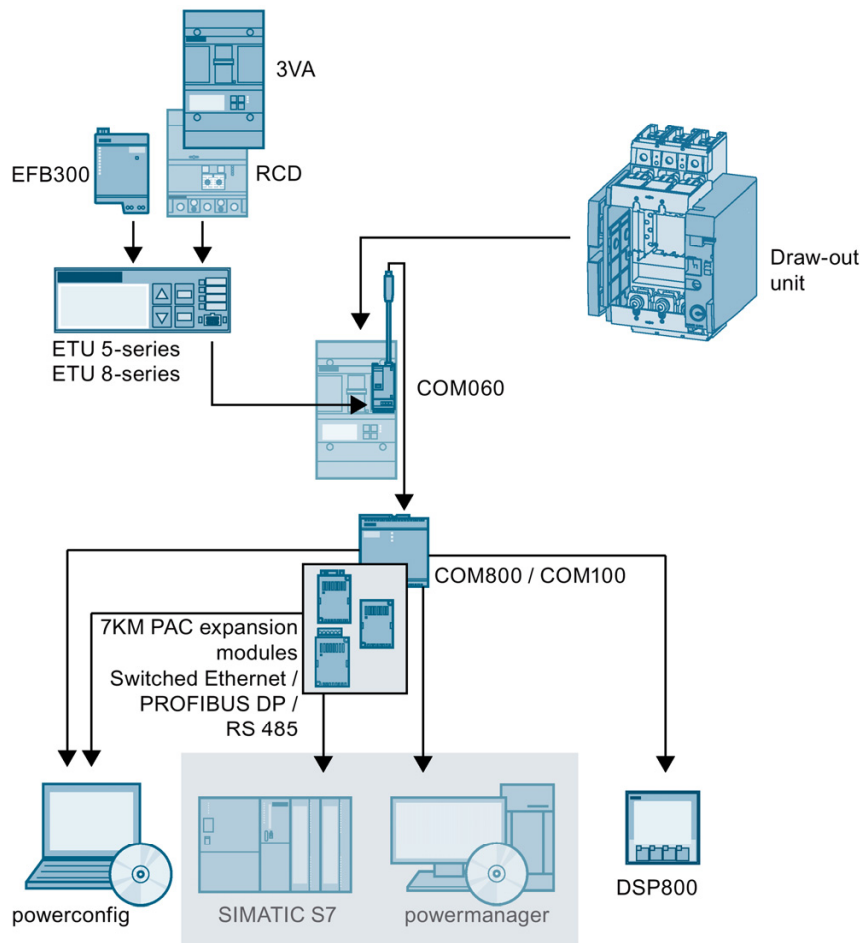 3VA
EFB300
RCD
Draw-out
unit
ETU 5-series
ETU 8-series
COM060
COM800 / COM100
7KM PAC expansion
modules
Switched Ethernet /
PROFIBUS DP /
RS 485
powerconfig
SIMATIC S7
powermanager
DSP800